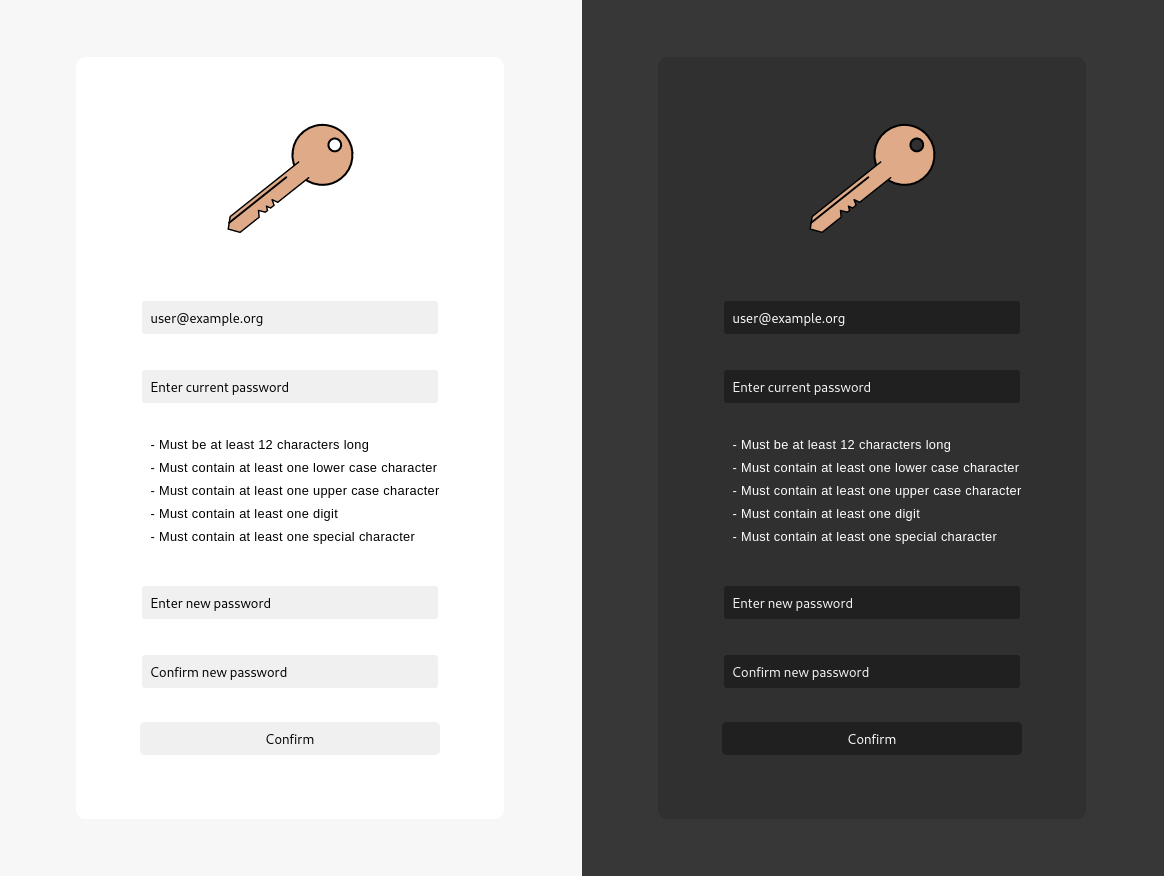 user@example.org
Enter current password
- Must be at least 12 characters long
- Must contain at least one lower case character
- Must contain at least one upper case character
- Must contain at least one digit
- Must contain at least one special character
Enter new password
Confirm new password
Confirm
user@example.org
Enter current password
- Must be at least 12 characters long
- Must contain at least one lower case character
- Must contain at least one upper case character
- Must contain at least one digit
- Must contain at least one special character
Enter new password
Confirm new password
Confirm